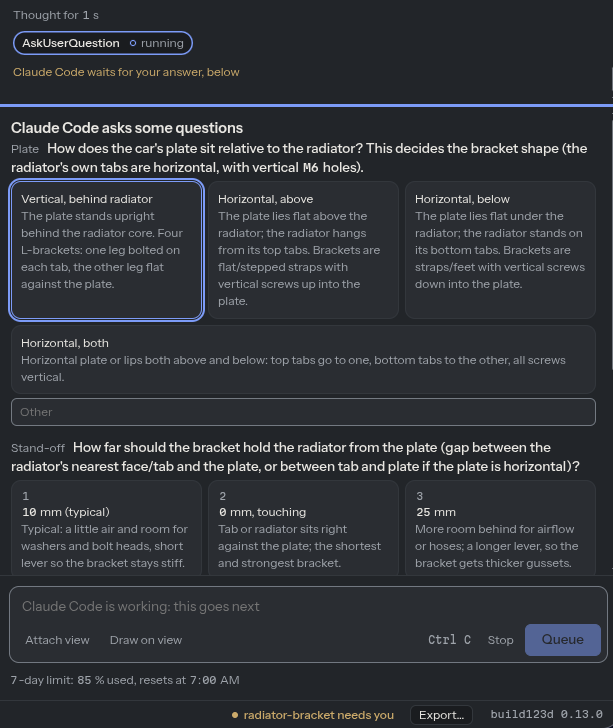 Thought for 1 s
AskUserQuestion running
Claude Code waits for your answer, below
Claude Code asks some questions
Plate How does the car's plate sit relative to the radiator? This decides the bracket shape (the
radiator's own tabs are horizontal, with vertical M6 holes).
Vertical, behind radiator
The plate stands upright
behind the radiator core. Four
L-brackets: one leg bolted on
each tab, the other leg flat
against the plate.
Horizontal, above
The plate lies flat above the
radiator; the radiator hangs
from its top tabs. Brackets are
flat/stepped straps with
vertical screws up into the
plate.
Horizontal, below
The plate lies flat under the
radiator; the radiator stands on
its bottom tabs. Brackets are
straps/feet with vertical screws
down into the plate.
Horizontal, both
Horizontal plate or lips both above and below: top tabs go to one, bottom tabs to the other, all screws
vertical.
Other
Stand-off How far should the bracket hold the radiator from the plate (gap between the
radiator's nearest face/tab and the plate, or between tab and plate if the plate is horizontal)?
1
10 mm (typical)
Typical: a little air and room for
washers and bolt heads, short
lever so the bracket stays stiff.
2
0 mm, touching
Tab or radiator sits right
against the plate; the shortest
and strongest bracket.
3
25 mm
More room behind for airflow
or hoses; a longer lever, so the
bracket gets thicker gussets.
Claude Code is working: this goes next
Attach view Draw on view Ctrl C Stop Queue
7-day limit: 85 % used, resets at 7:00 AM
radiator-bracket needs you Export... build123d 0.13.0